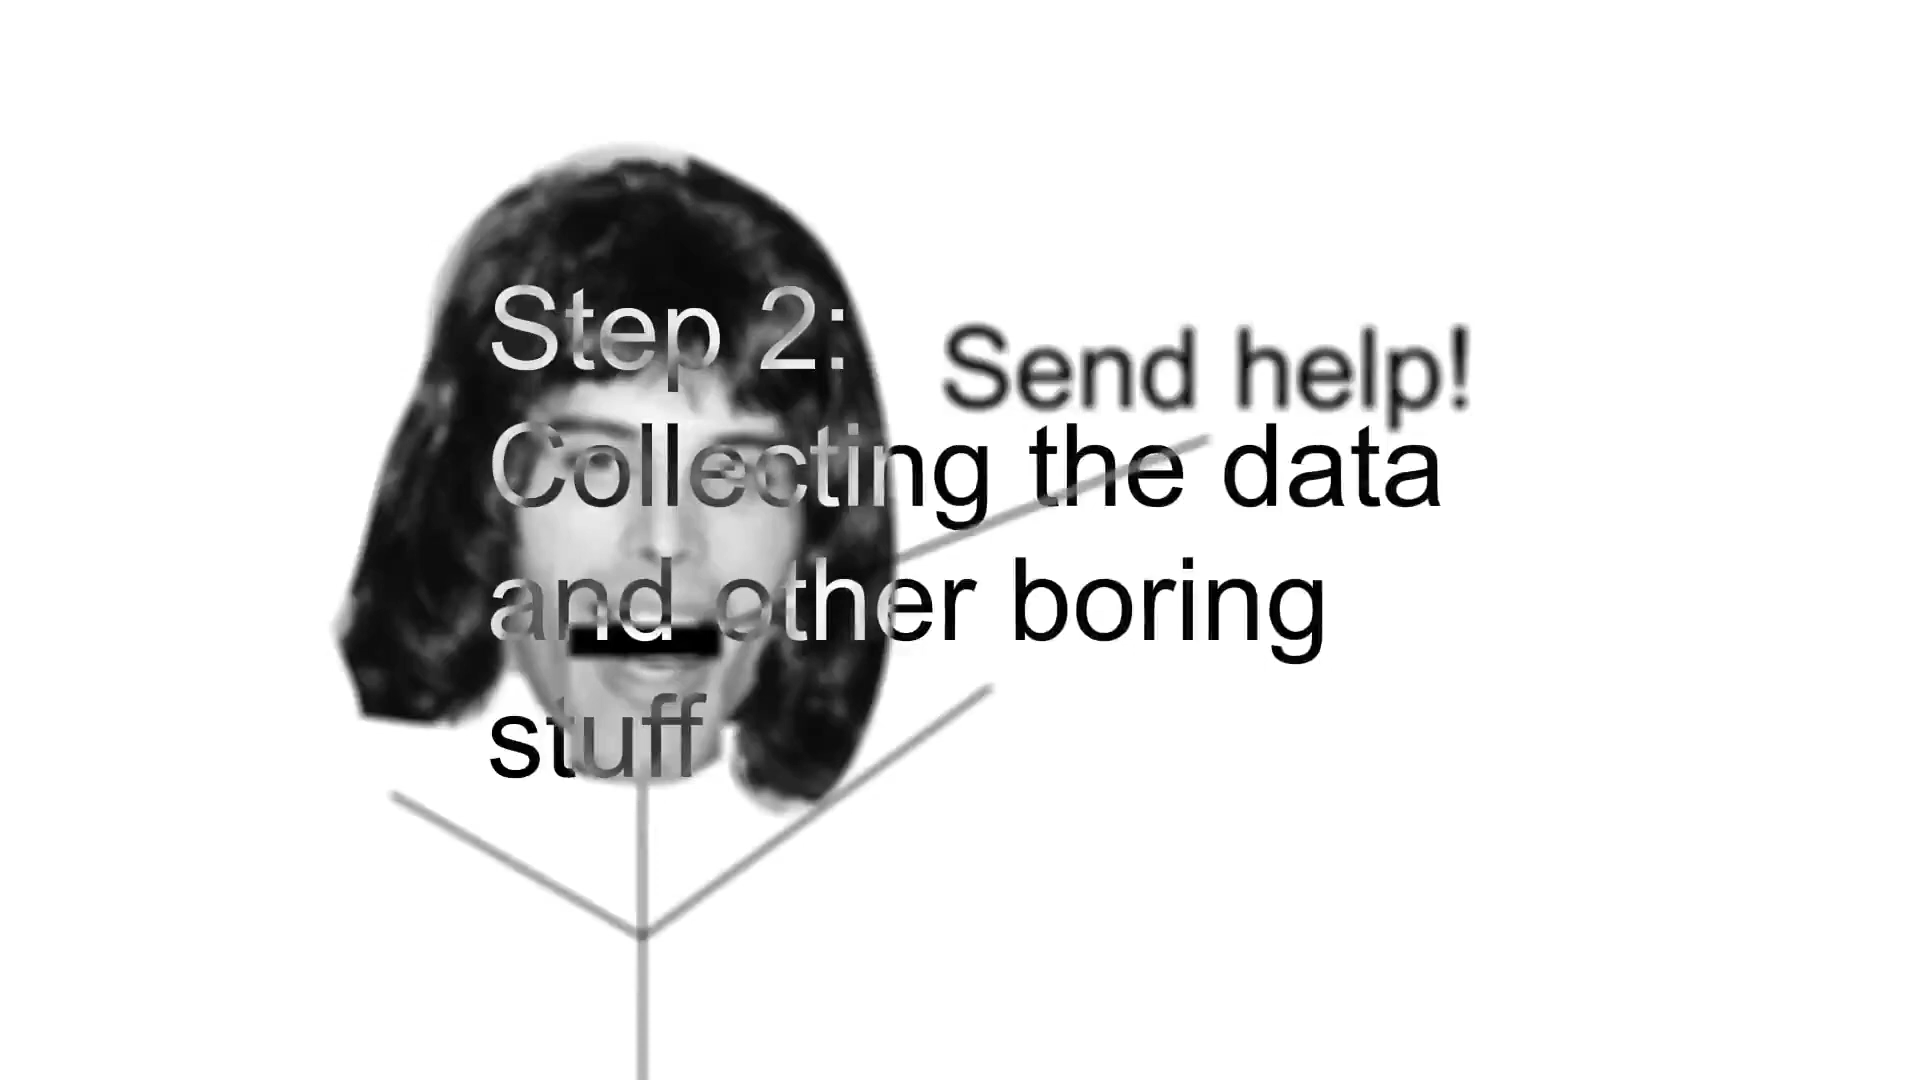 Step 2:
Send help!
Collecting the data
and other boring
stuff